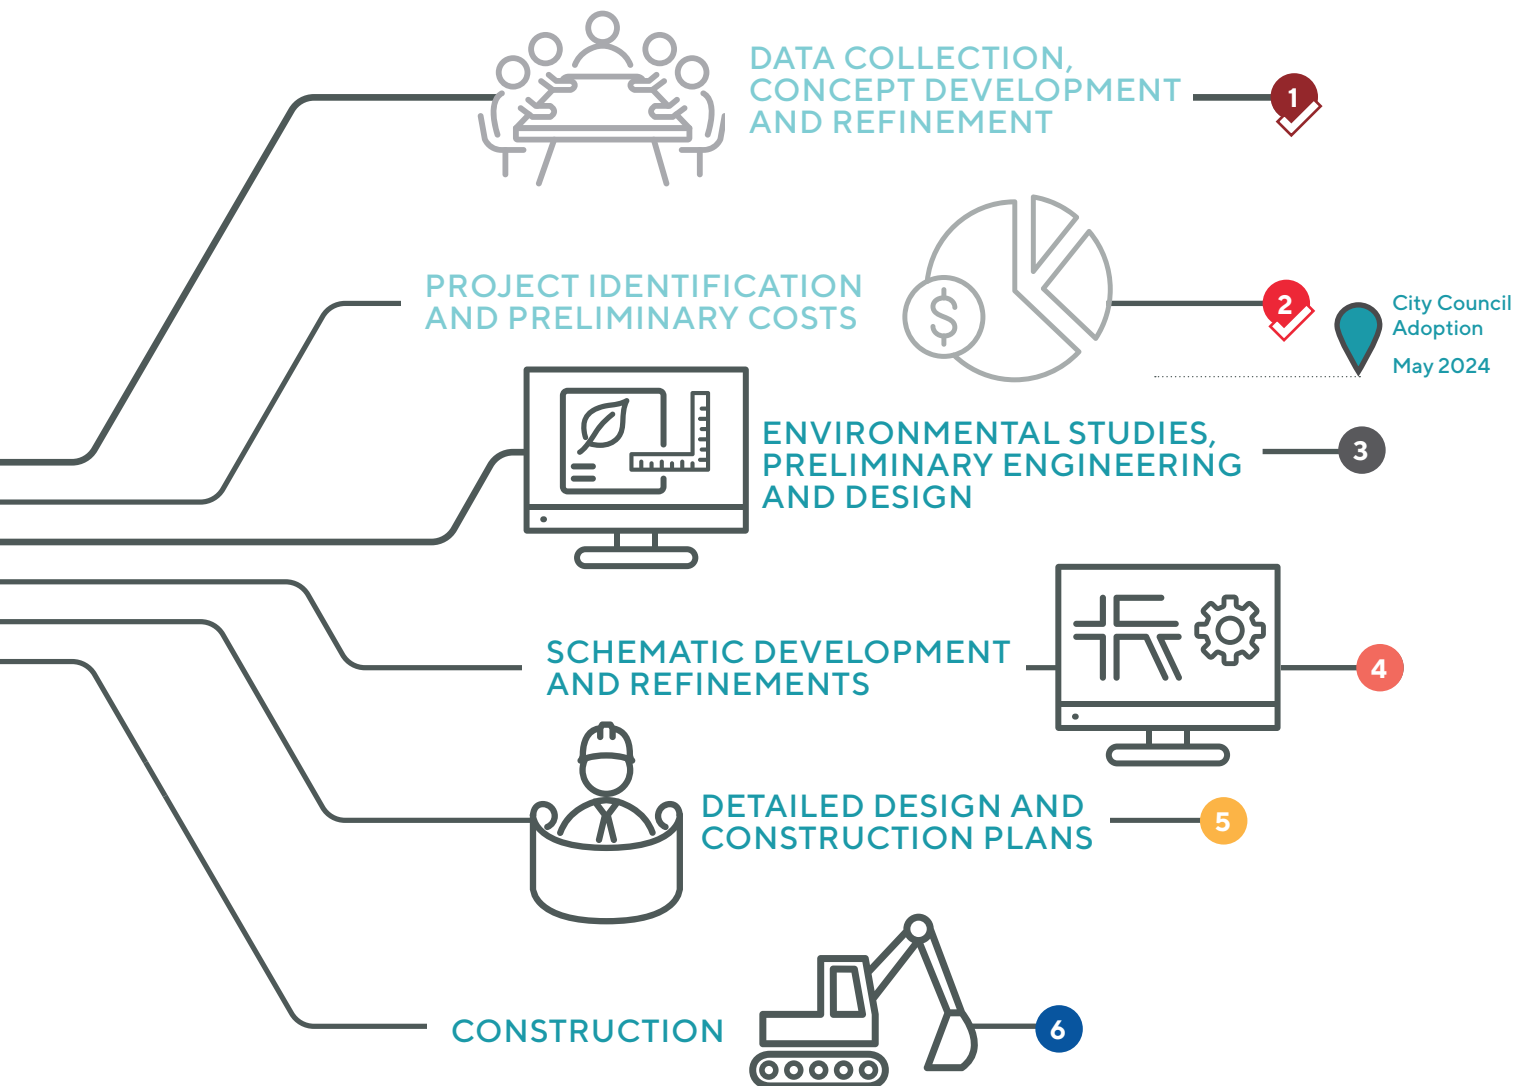 DATA COLLECTION,
CONCEPT DEVELOPMENT
AND REFINEMENT
1
PROJECT IDENTIFICATION
AND PRELIMINARY COSTS
$
2
City Council
Adoption
May 2024
ENVIRONMENTAL STUDIES,
PRELIMINARY ENGINEERING
AND DESIGN
3
SCHEMATIC DEVELOPMENT
AND REFINEMENTS
4
DETAILED DESIGN AND
CONSTRUCTION PLANS
5
CONSTRUCTION
6